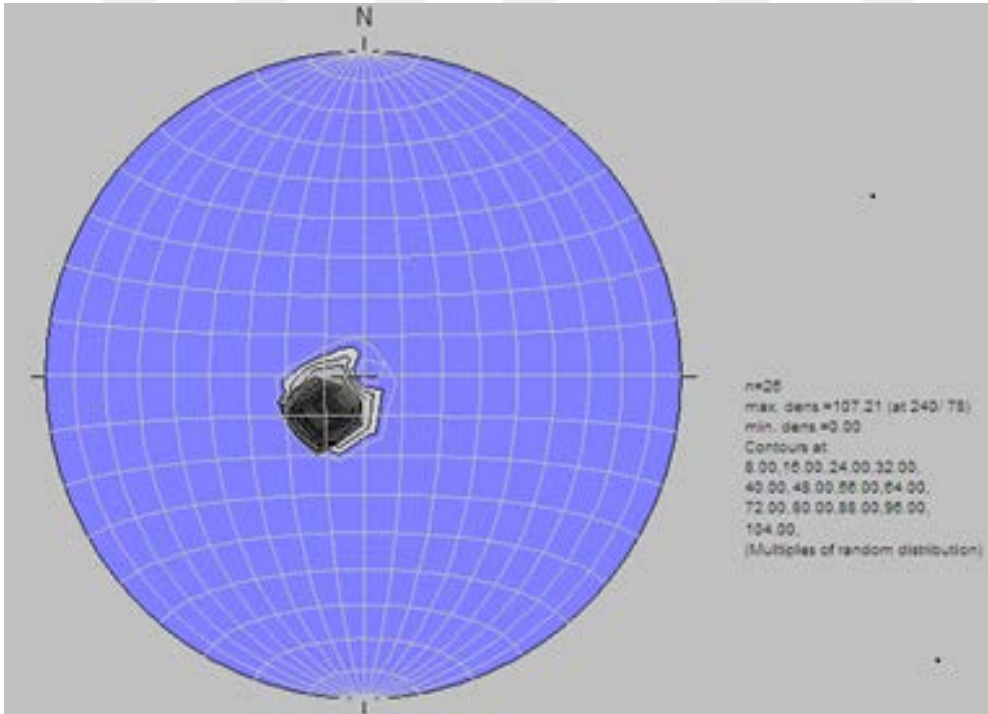 N
n=26
max. dens.=107.21 (at 240/ 78)
min. dens.=0.00
Contours at:
8.00,16.00,24.00,32.00,
40.00,48.00,56.00,64.00,
72.00,80.00,88.00,96.00,
104.00,
(Multiples of random distribution)